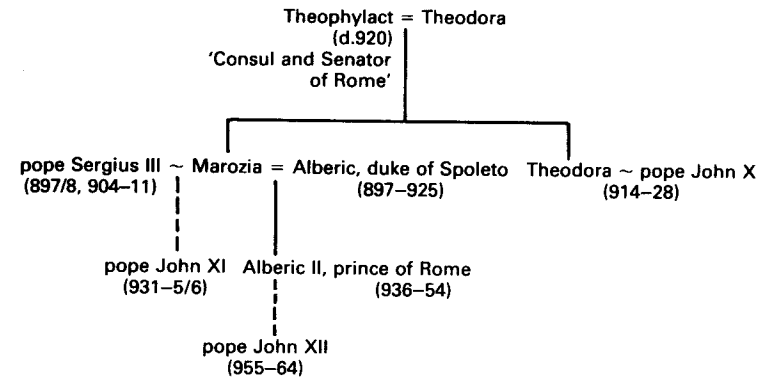 Theophylact = Theodora
(d.920)
'Consul and Senator
of Rome'
pope Sergius III ~ Marozia = Alberic, duke of Spoleto Theodora ~ pope John X
(897/8, 904–11) (897–925) (914–28)
pope John XI Alberic II, prince of Rome
(931–5/6) (936–54)
pope John XII
(955–64)